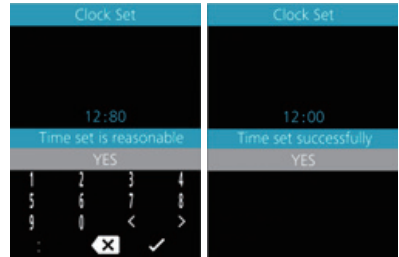 Clock Set
12:80
Time set is reasonable
YES
1 2 3 4
5 6 7 8
9 0 < >
: ✓
Clock Set
12:00
Time set successfully
YES